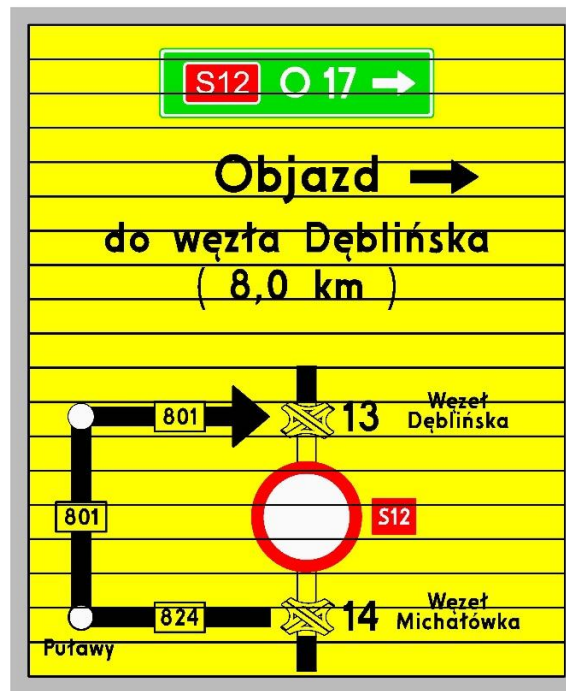 S12 O 17
Objazd
do węzła Dęblińska
( 8,0 km )
801
13
Węzeł
Dęblińska
801
S12
824
14
Węzeł
Michałówka
Puławy